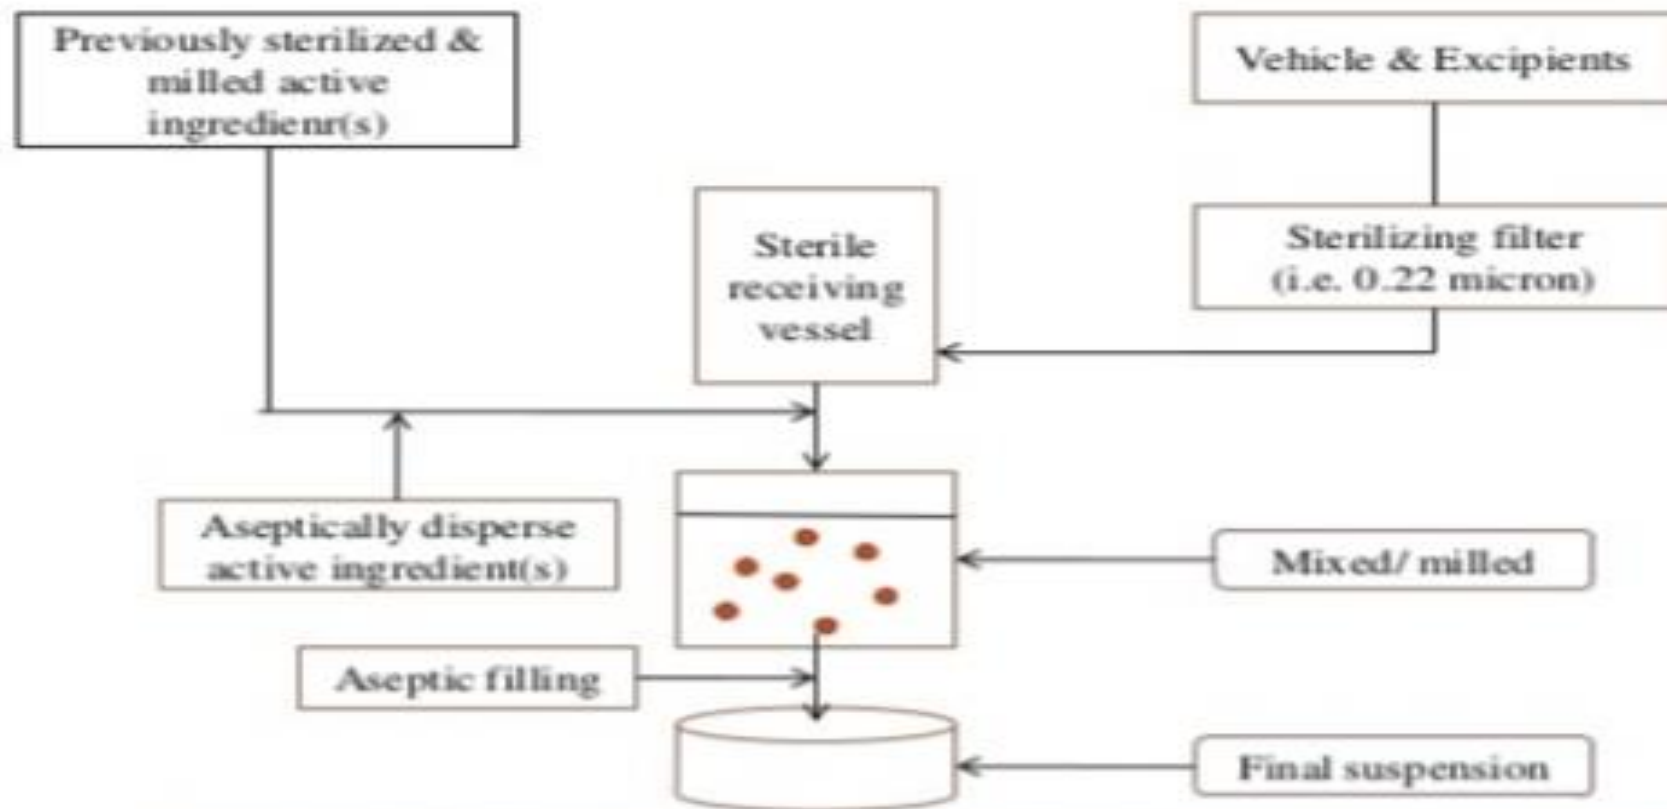 Previously sterilized &
milled active
ingredienr(s)
Vehicle & Excipients
Sterile
receiving
vessel
Sterilizing filter
(i.e. 0.22 micron)
Aseptically disperse
active ingredient(s)
Mixed/ milled
Aseptic filling
Final suspension